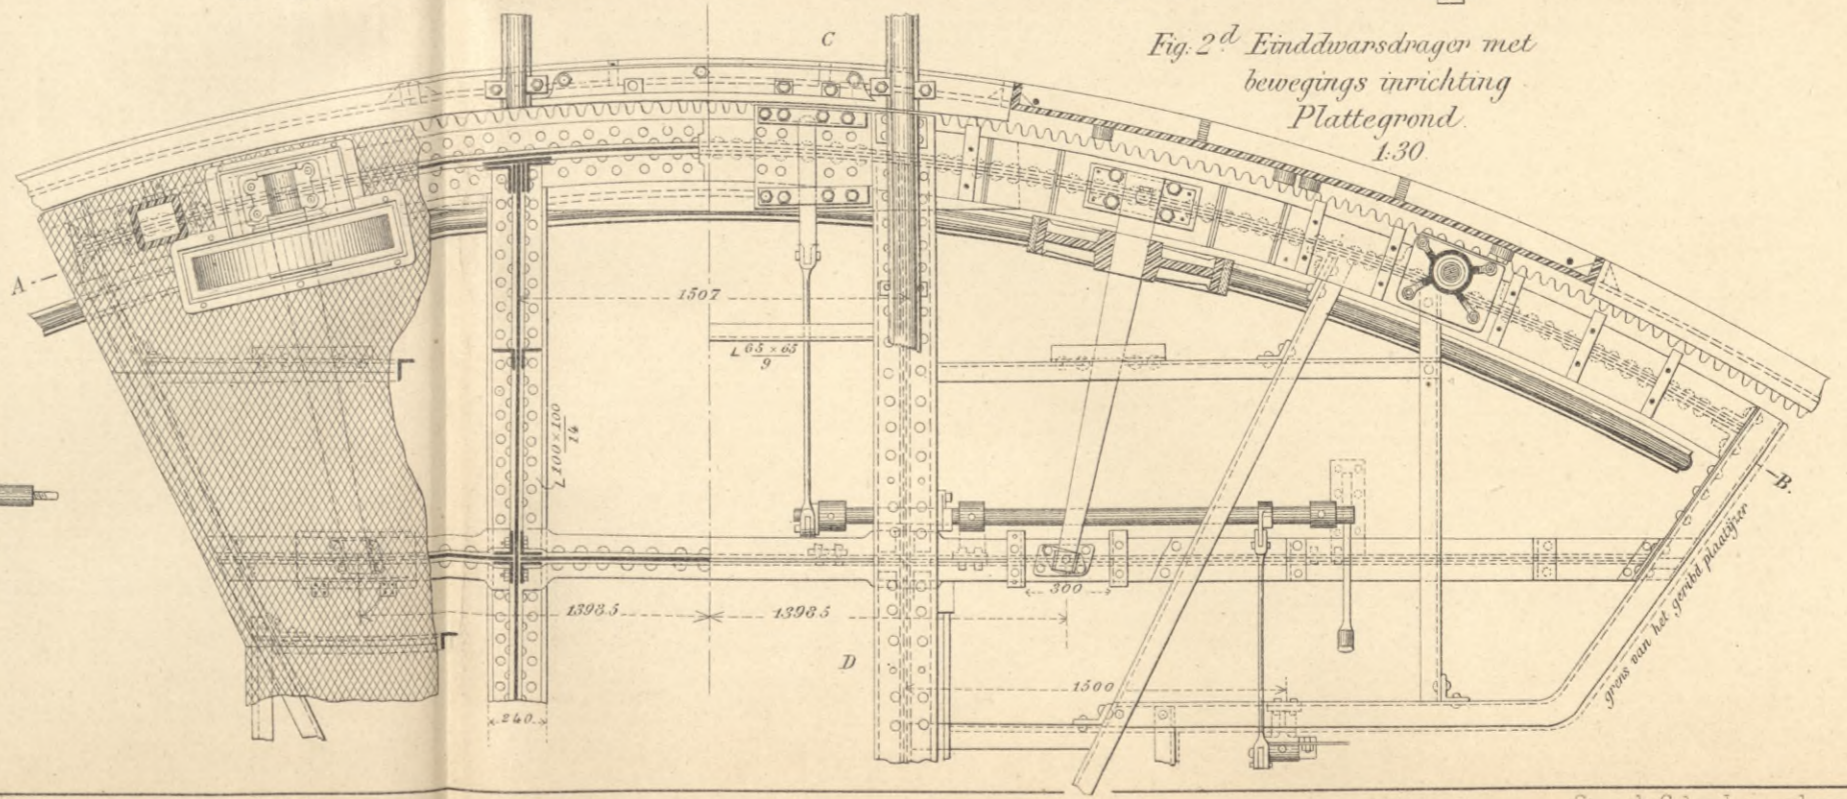 Fig. 2d Einddwarsdrager met
bewegings inrichting
Plattegrond.
1:30
C
A
1507
L 65 × 65
9
L 100 × 100
14
B.
300
1398.5
1398.5
grens van het geribd plaatijzer
D
1500
240